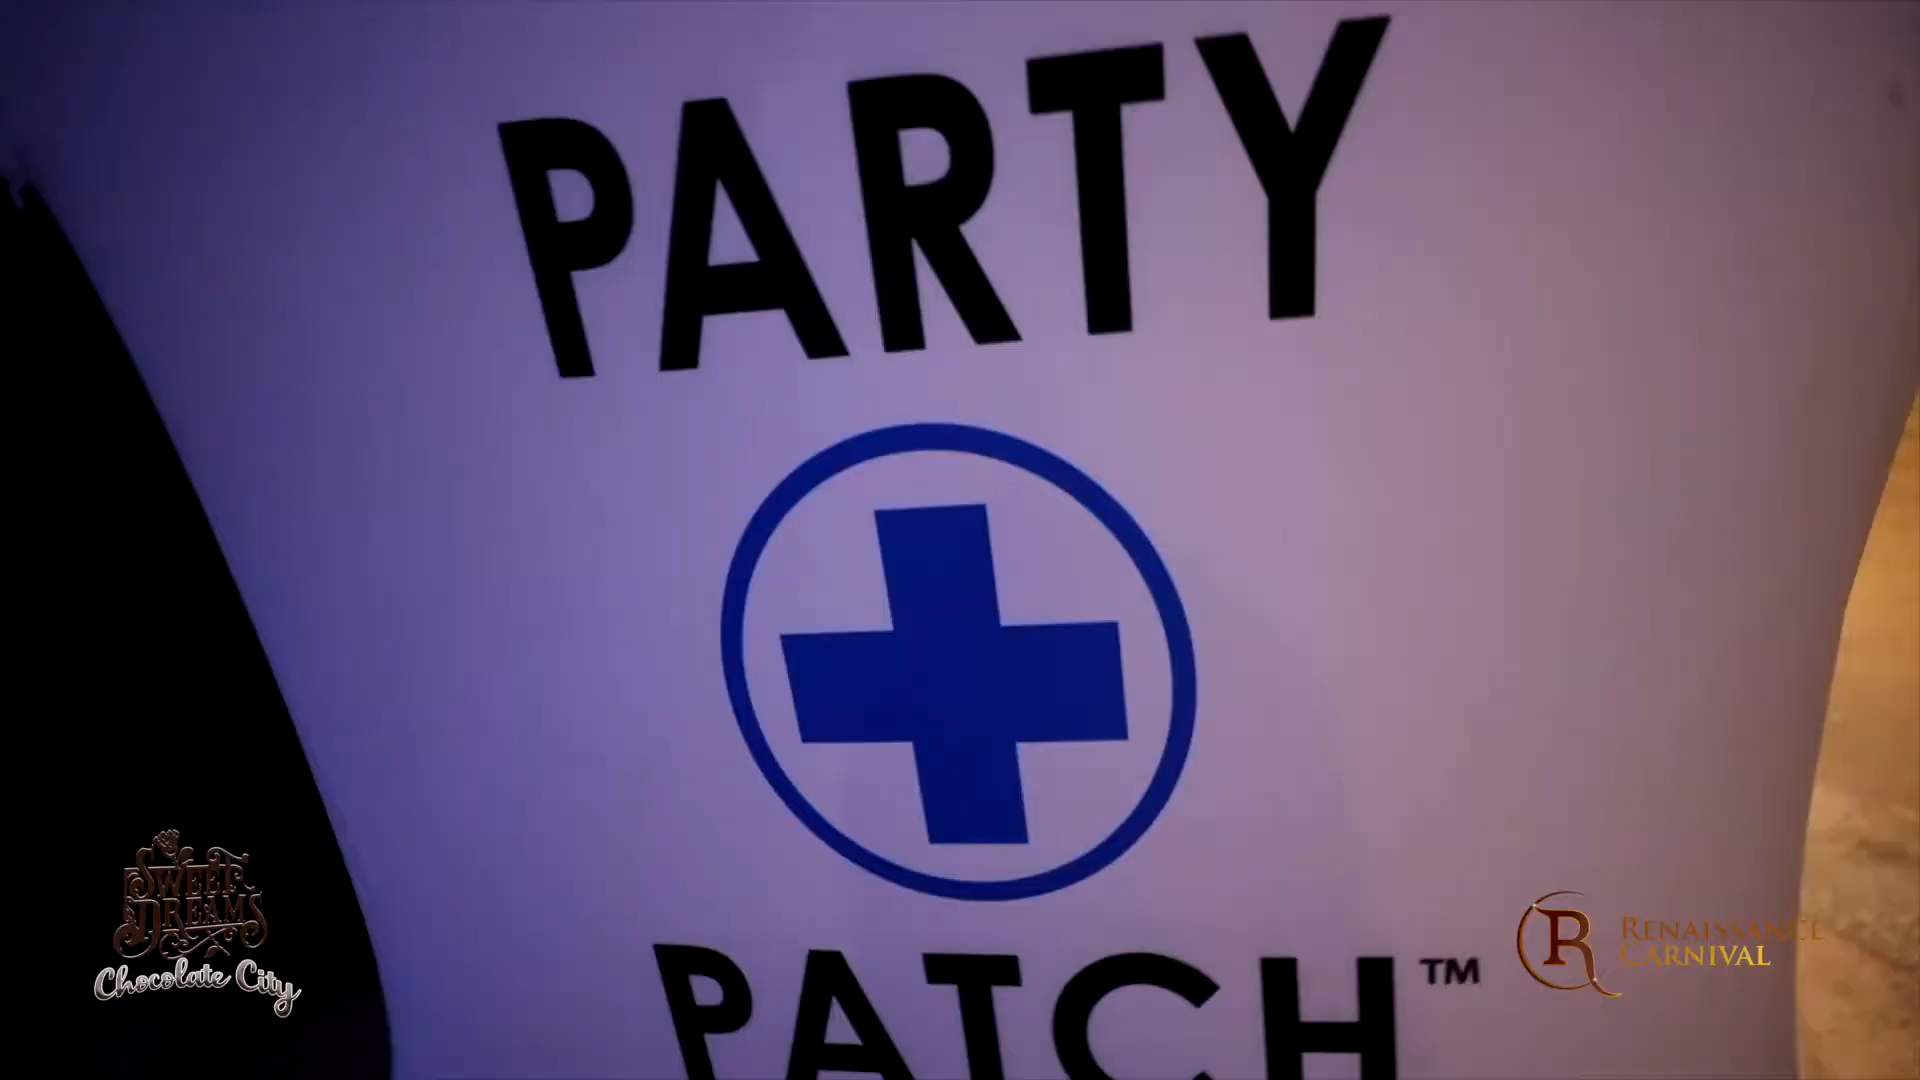 PARTY
PATCH™
SWEET
DREAMS
Chocolate City
R
RENAISSANCE
CARNIVAL